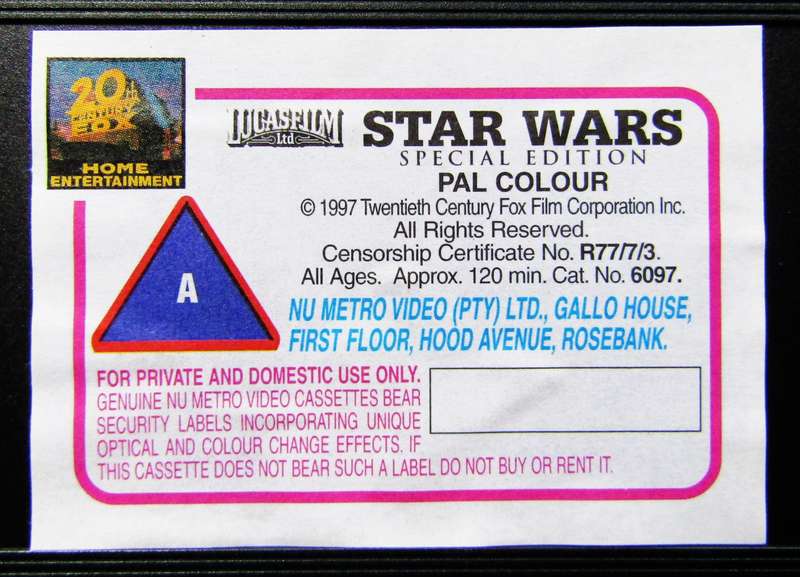 20th
CENTURY
FOX
HOME
ENTERTAINMENT
LUCASFILM
Ltd
STAR WARS
SPECIAL EDITION
PAL COLOUR
© 1997 Twentieth Century Fox Film Corporation Inc.
All Rights Reserved.
Censorship Certificate No. R77/7/3.
All Ages. Approx. 120 min. Cat. No. 6097.
A
NU METRO VIDEO (PTY) LTD., GALLO HOUSE,
FIRST FLOOR, HOOD AVENUE, ROSEBANK.
FOR PRIVATE AND DOMESTIC USE ONLY.
GENUINE NU METRO VIDEO CASSETTES BEAR
SECURITY LABELS INCORPORATING UNIQUE
OPTICAL AND COLOUR CHANGE EFFECTS. IF
THIS CASSETTE DOES NOT BEAR SUCH A LABEL DO NOT BUY OR RENT IT.